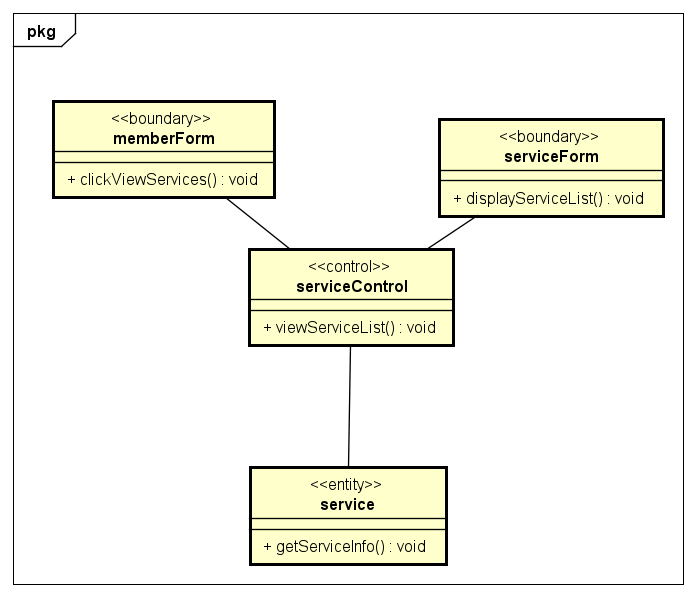 pkg
<<boundary>>
memberForm
+ clickViewServices() : void
<<boundary>>
serviceForm
+ displayServiceList() : void
<<control>>
serviceControl
+ viewServiceList() : void
<<entity>>
service
+ getServiceInfo() : void